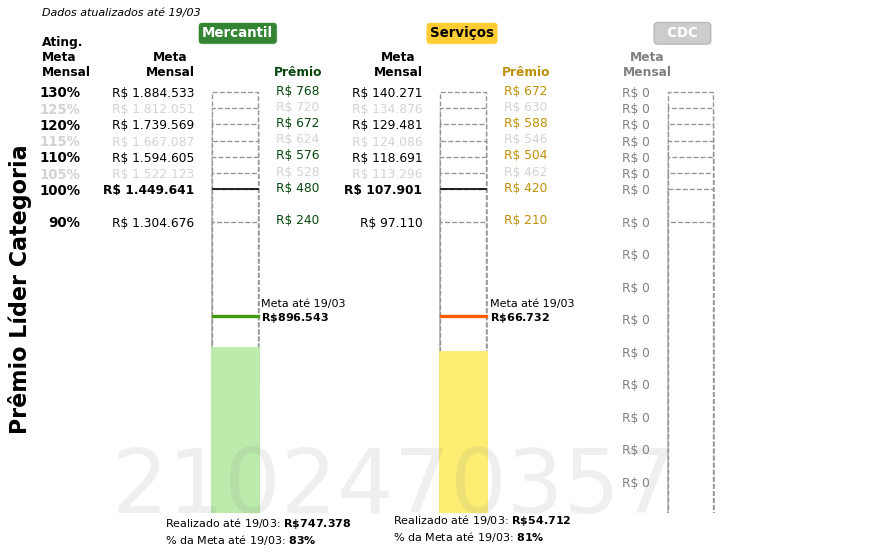 Dados atualizados até 19/03
Mercantil Serviços CDC
Ating. Meta Mensal Meta Mensal Prêmio Meta Mensal Prêmio Meta Mensal
130% R$ 1.884.533 R$ 768 R$ 140.271 R$ 672 R$ 0
125% R$ 1.812.051 R$ 720 R$ 134.876 R$ 630 R$ 0
120% R$ 1.739.569 R$ 672 R$ 129.481 R$ 588 R$ 0
115% R$ 1.667.087 R$ 624 R$ 124.086 R$ 546 R$ 0
110% R$ 1.594.605 R$ 576 R$ 118.691 R$ 504 R$ 0
105% R$ 1.522.123 R$ 528 R$ 113.296 R$ 462 R$ 0
100% R$ 1.449.641 R$ 480 R$ 107.901 R$ 420 R$ 0
90% R$ 1.304.676 R$ 240 R$ 97.110 R$ 210 R$ 0
R$ 0
R$ 0
Meta até 19/03 Meta até 19/03
R$896.543 R$66.732 R$ 0
R$ 0
R$ 0
R$ 0
R$ 0
R$ 0
Prêmio Líder Categoria
2102470357
Realizado até 19/03: R$747.378 Realizado até 19/03: R$54.712
% da Meta até 19/03: 83% % da Meta até 19/03: 81%